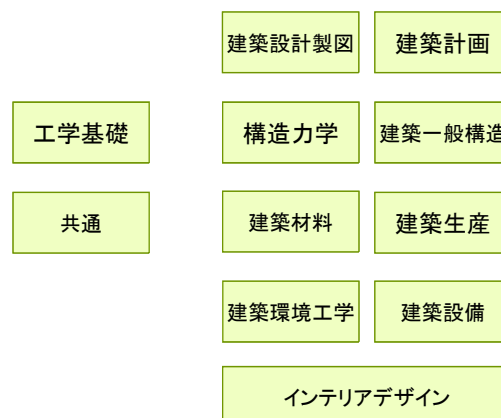 建築設計製図
建築計画
工学基礎
構造力学
建築一般構造
共通
建築材料
建築生産
建築環境工学
建築設備
インテリアデザイン